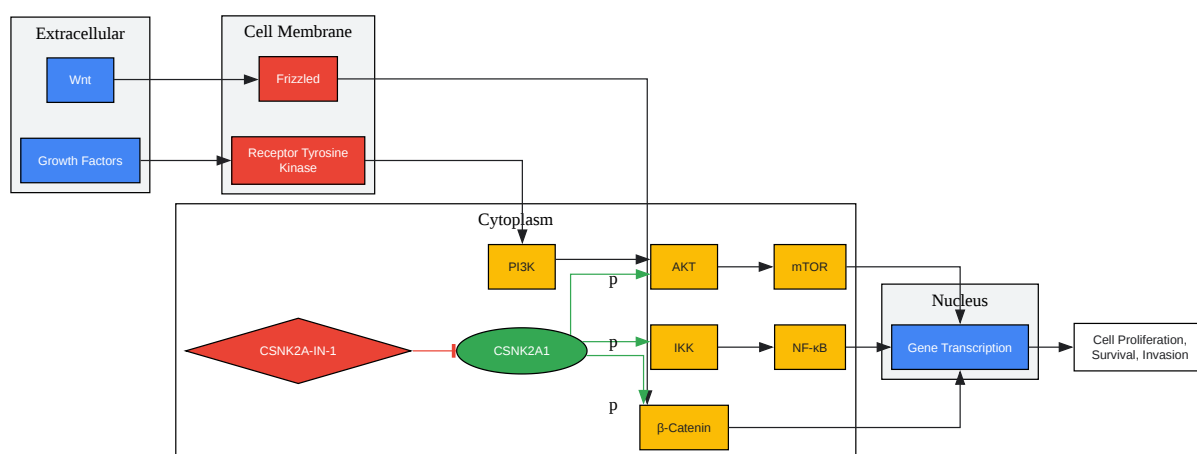 Extracellular
Cell Membrane
Wnt
Frizzled
Growth Factors
Receptor Tyrosine
Kinase
Cytoplasm
PI3K
AKT
mTOR
p
Nucleus
CSNK2A-IN-1
CSNK2A1
p
IKK
NF-κB
Gene Transcription
Cell Proliferation,
Survival, Invasion
p
β-Catenin